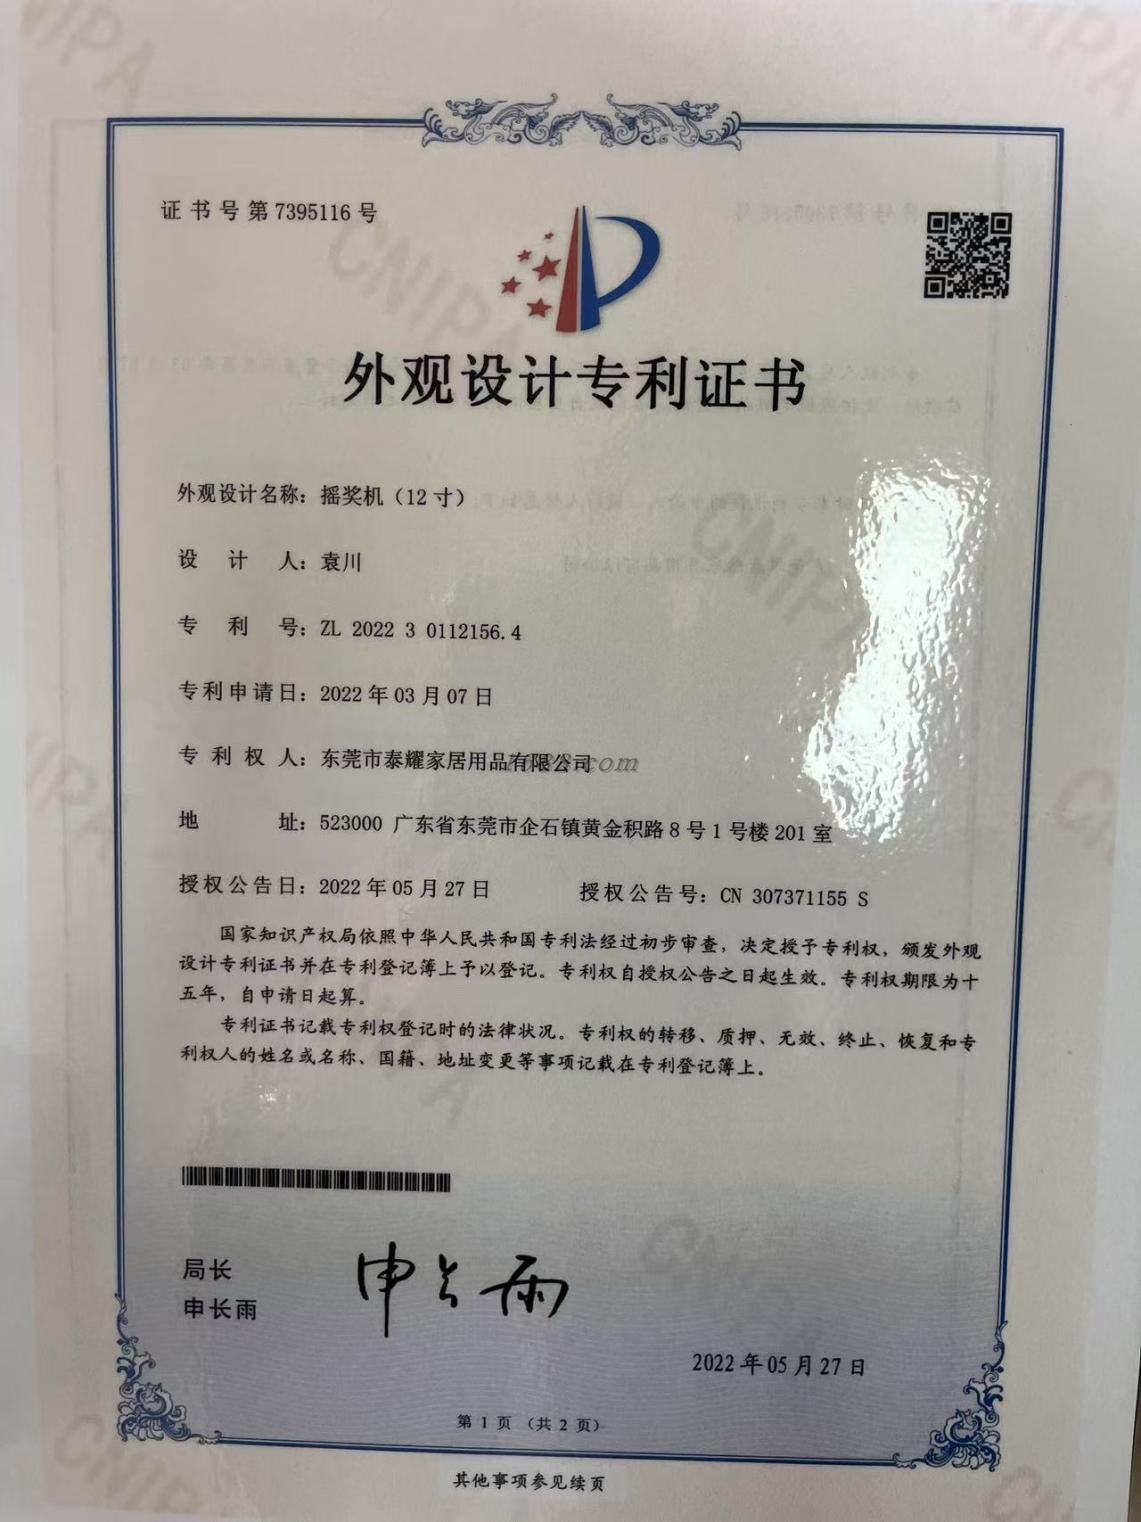 证书号第7395116号
外观设计专利证书
外观设计名称：摇奖机（12寸）
设计人：袁川
专利号：ZL 2022 3 0112156.4
专利申请日：2022年03月07日
专利权人：东莞市泰耀家居用品有限公司
地址：523000 广东省东莞市企石镇黄金积路8号1号楼201室
授权公告日：2022年05月27日 授权公告号：CN 307371155 S
国家知识产权局依照中华人民共和国专利法经过初步审查，决定授予专利权，颁发外观
设计专利证书并在专利登记簿上予以登记。专利权自授权公告之日起生效。专利权期限为十
五年，自申请日起算。
专利证书记载专利权登记时的法律状况。专利权的转移、质押、无效、终止、恢复和专
利权人的姓名或名称、国籍、地址变更等事项记载在专利登记簿上。
局长
申长雨
申长雨
2022年05月27日
第1页（共2页）
其他事项参见续页
CNIPA